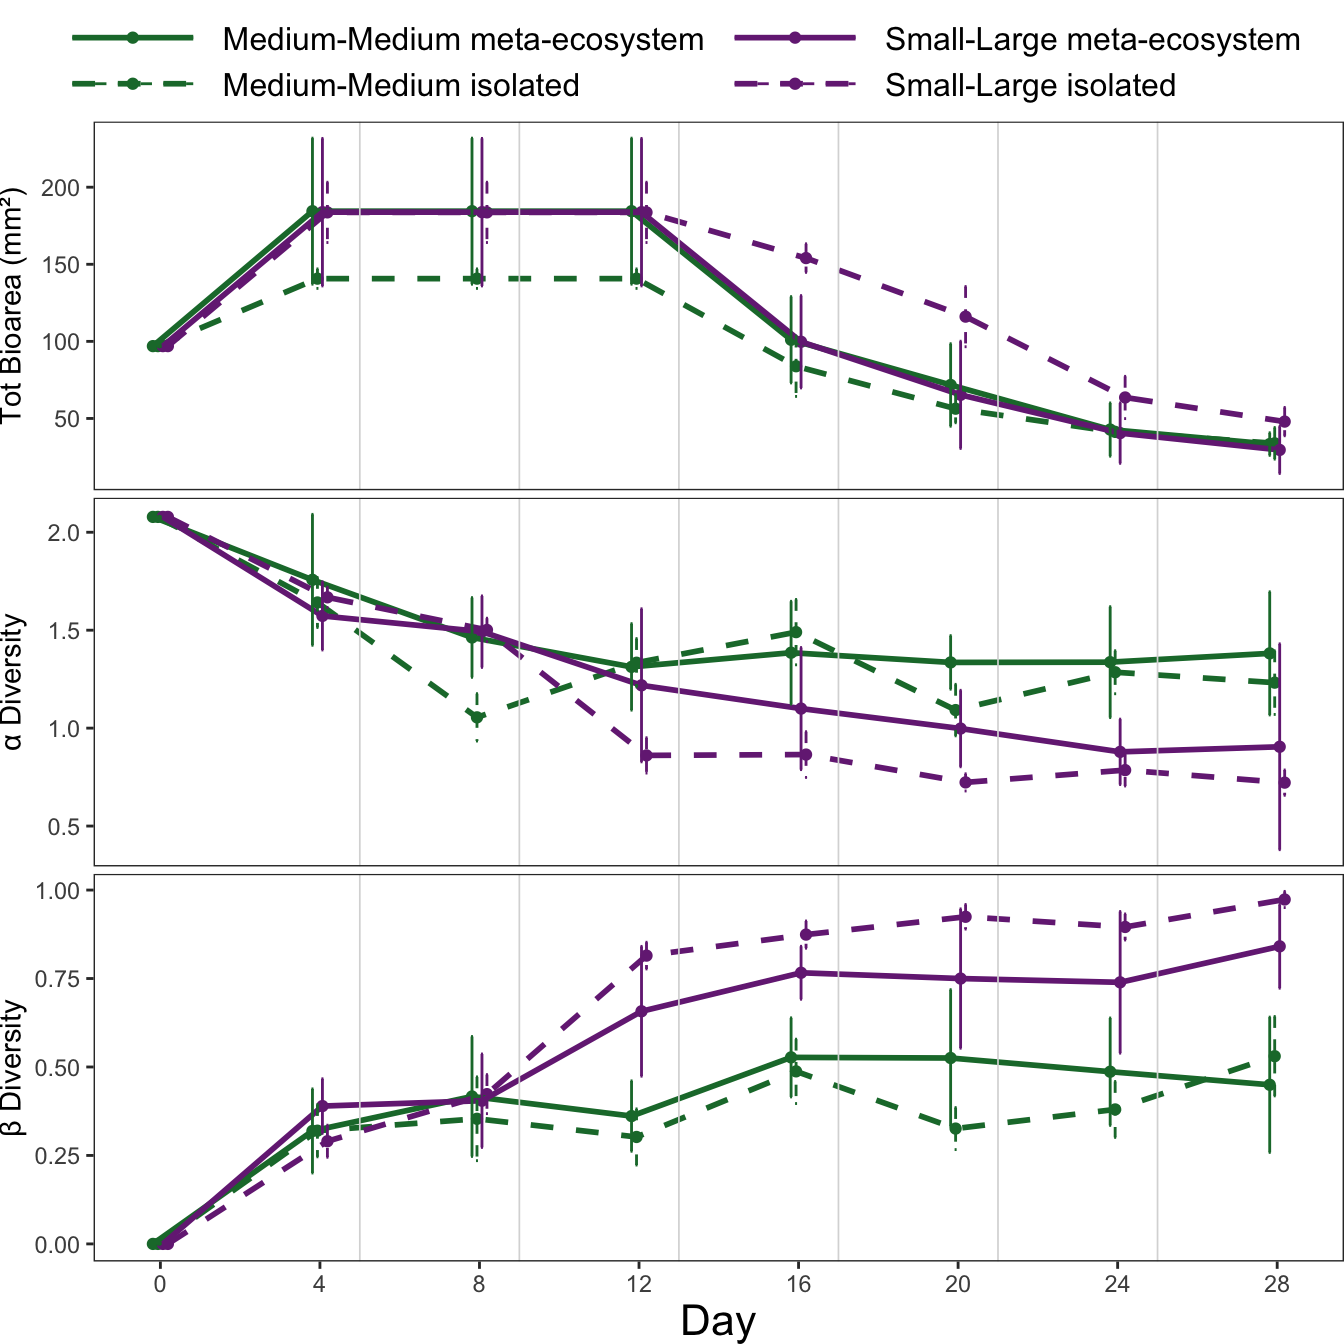 Medium-Medium meta-ecosystem Small-Large meta-ecosystem
Medium-Medium isolated Small-Large isolated
Tot Bioarea (mm²)
200
150
100
50
α Diversity
2.0
1.5
1.0
0.5
β Diversity
1.00
0.75
0.50
0.25
0.00
0 4 8 12 16 20 24 28
Day